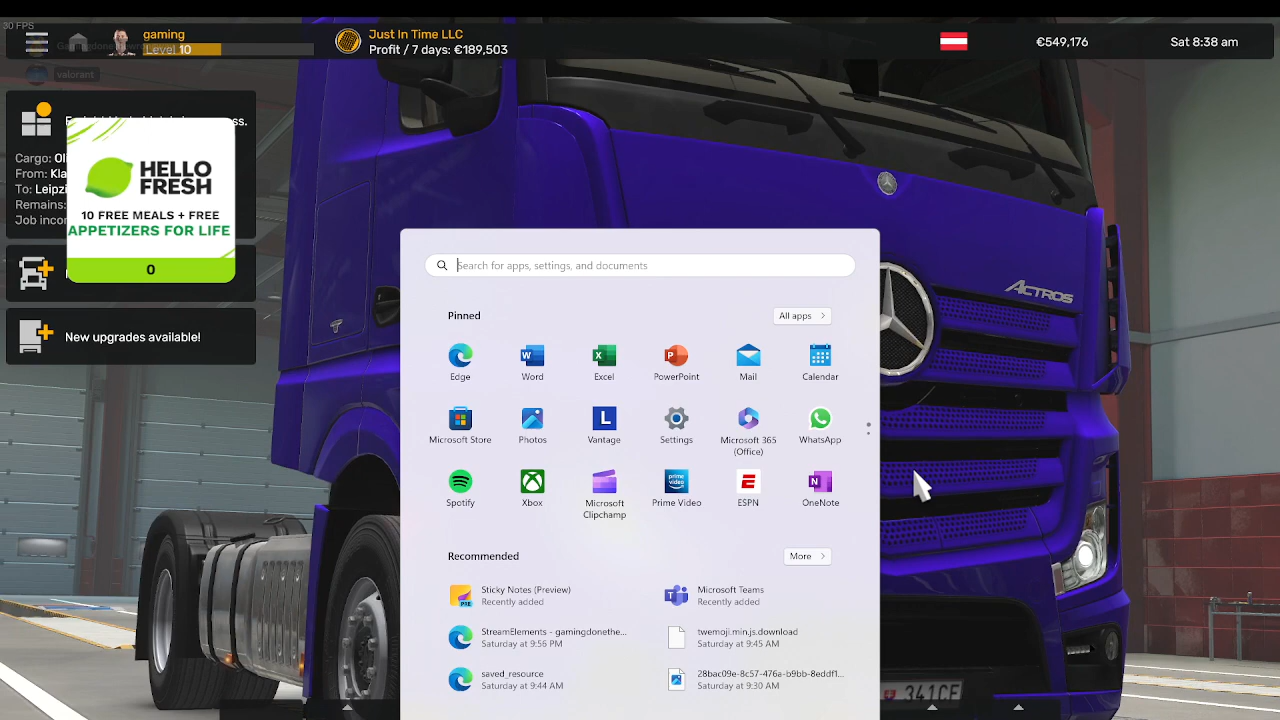 30 FPS
gaming
Level 10
Just In Time LLC
Profit / 7 days: €189,503
€549,176
Sat 8:38 am
valorant
Cargo:
From:
To: Leipzi
Remains:
Job inco
HELLO
FRESH
10 FREE MEALS + FREE
APPETIZERS FOR LIFE
0
New upgrades available!
ACTROS
Search for apps, settings, and documents
Pinned
All apps
Edge
Word
Excel
PowerPoint
Mail
Calendar
Microsoft Store
Photos
Vantage
Settings
Microsoft 365
(Office)
WhatsApp
Spotify
Xbox
Microsoft
Clipchamp
Prime Video
ESPN
OneNote
Recommended
More
Sticky Notes (Preview)
Recently added
Microsoft Teams
Recently added
StreamElements - gamingdonethe...
Saturday at 9:56 PM
twemoji.min.js.download
Saturday at 9:45 AM
saved_resource
Saturday at 9:44 AM
28bac09e-8c57-476a-b9bb-8eddf1...
Saturday at 9:30 AM
341CF